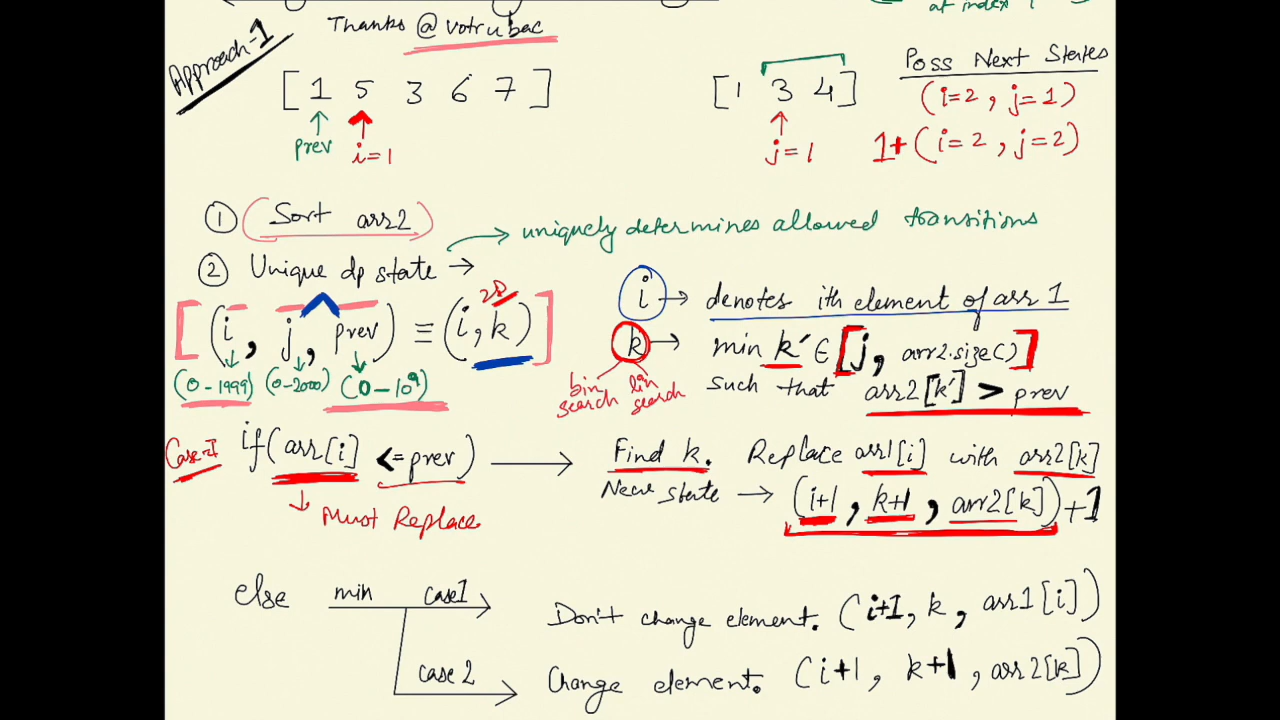 at index i
Thanks @votrubac
Approach-1
[ 1 5 3 6 7 ]
prev
i=1
[ 1 3 4 ]
j=1
Poss Next States
(i=2, j=1)
1+(i=2, j=2)
① Sort arr2
→ uniquely determines allowed transitions
② Unique dp state →
[(i, j, prev) ≡ (i, k)]
2D
(0-1999) (0-2000) (0-10⁹)
i → denotes ith element of arr 1
k → min k' ∈ [j, arr2.size()]
such that arr2[k'] > prev
bin search
lin search
Case-I if(arr[i] <= prev) → Find k. Replace arr1[i] with arr2[k]
↳ Must Replace
New state → (i+1, k+1, arr2[k])+1
else min case1 → Don't change element. (i+1, k, arr1[i])
case 2 → Change element. (i+1, k+1, arr2[k])